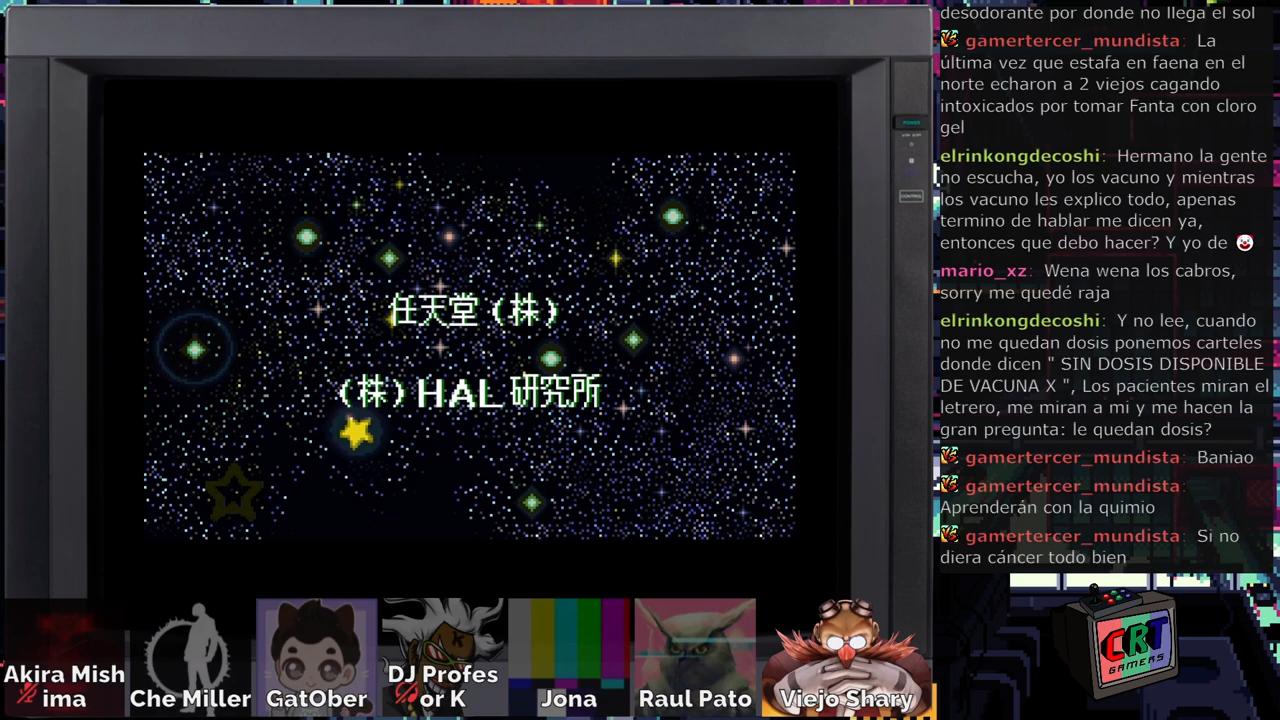 desodorante por donde no llega el sol
gamertercer_mundista: La
última vez que estafa en faena en el
norte echaron a 2 viejos cagando
intoxicados por tomar Fanta con cloro
gel
elrinkongdecoshi: Hermano la gente
no escucha, yo los vacuno y mientras
los vacuno les explico todo, apenas
termino de hablar me dicen ya,
entonces que debo hacer? Y yo de 🤡
mario_xz: Wena wena los cabros,
sorry me quedé raja
elrinkongdecoshi: Y no lee, cuando
no me quedan dosis ponemos carteles
donde dicen " SIN DOSIS DISPONIBLE
DE VACUNA X ", Los pacientes miran el
letrero, me miran a mi y me hacen la
gran pregunta: le quedan dosis?
gamertercer_mundista: Baniao
gamertercer_mundista:
Aprenderán con la quimio
gamertercer_mundista: Si no
diera cáncer todo bien
POWER
CONTROL
任天堂(株)
(株)HAL研究所
Akira Mish
ima
Che Miller
GatOber
DJ Profes
or K
Jona
Raul Pato
Viejo Shary
CRT
GAMERS